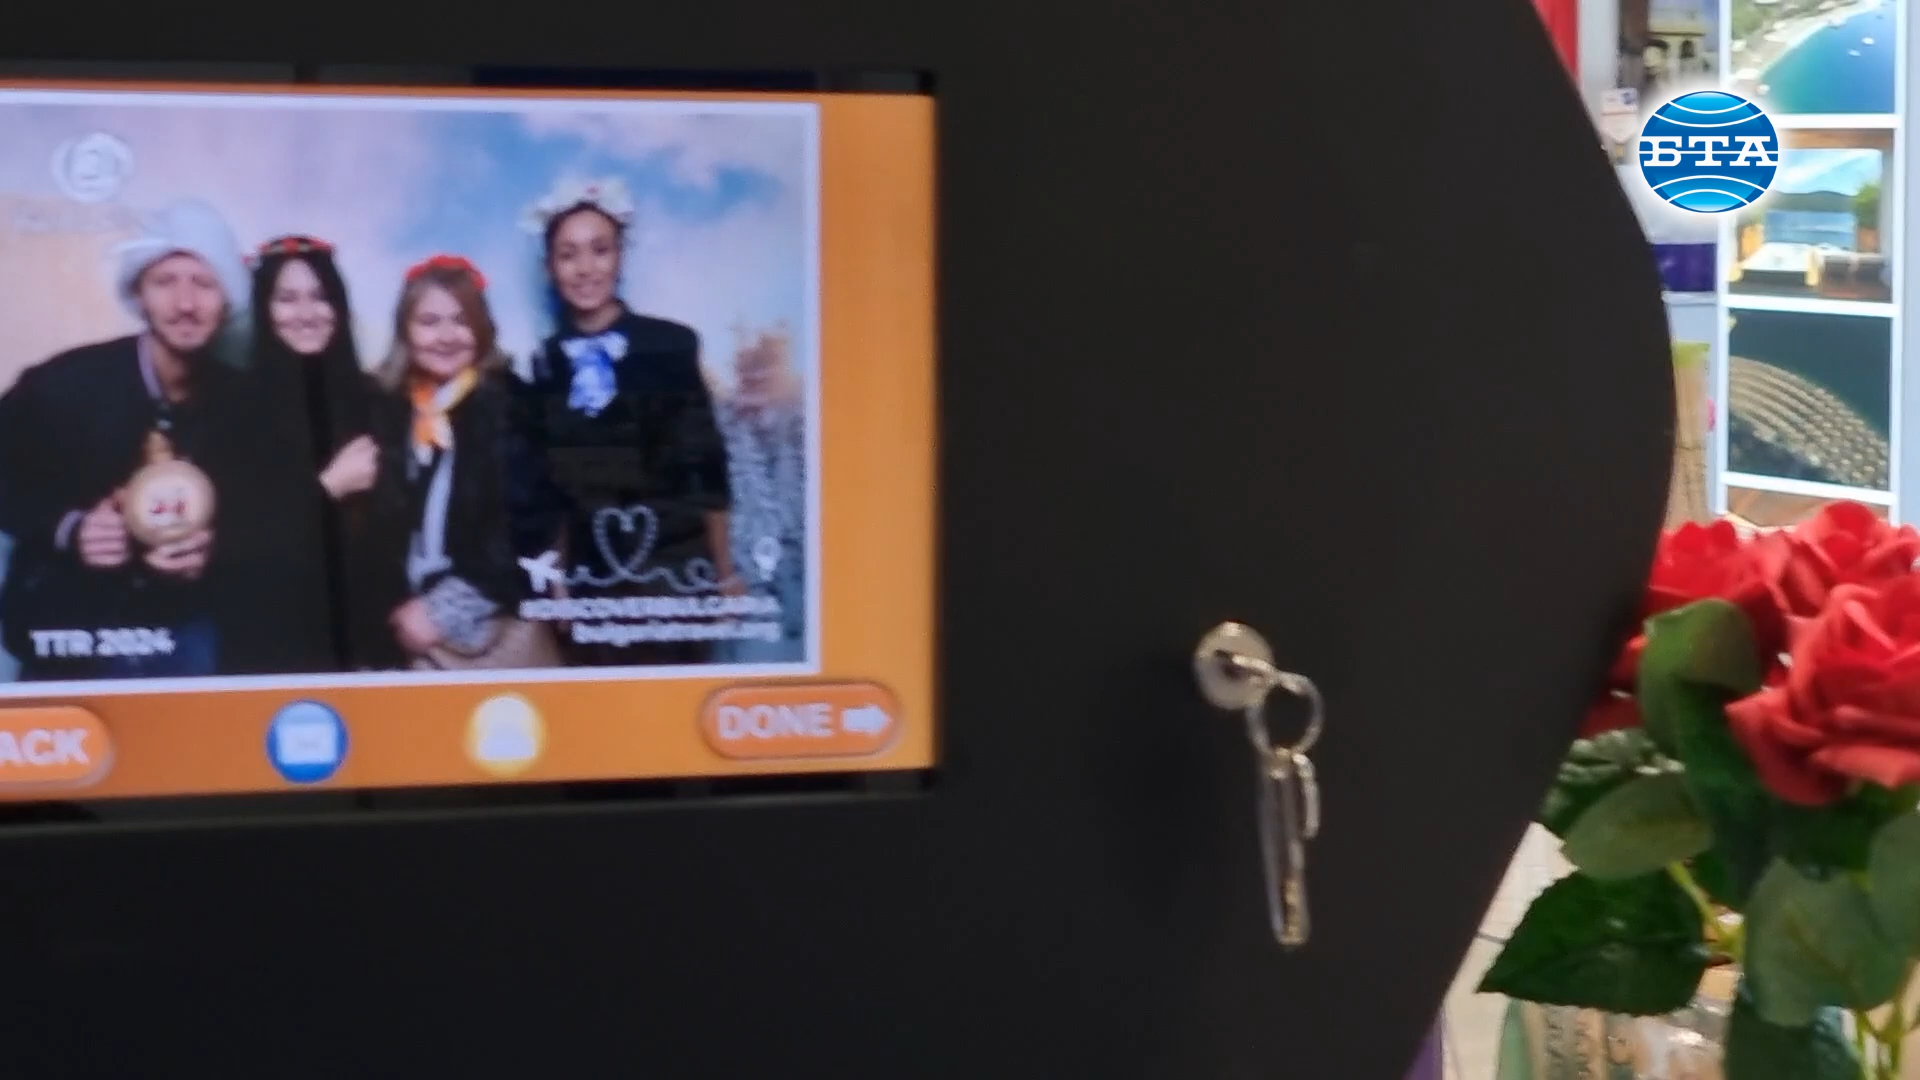 БТА
TTR 2024
#DISCOVERBULGARIA
bulgariatravel.org
ACK
DONE